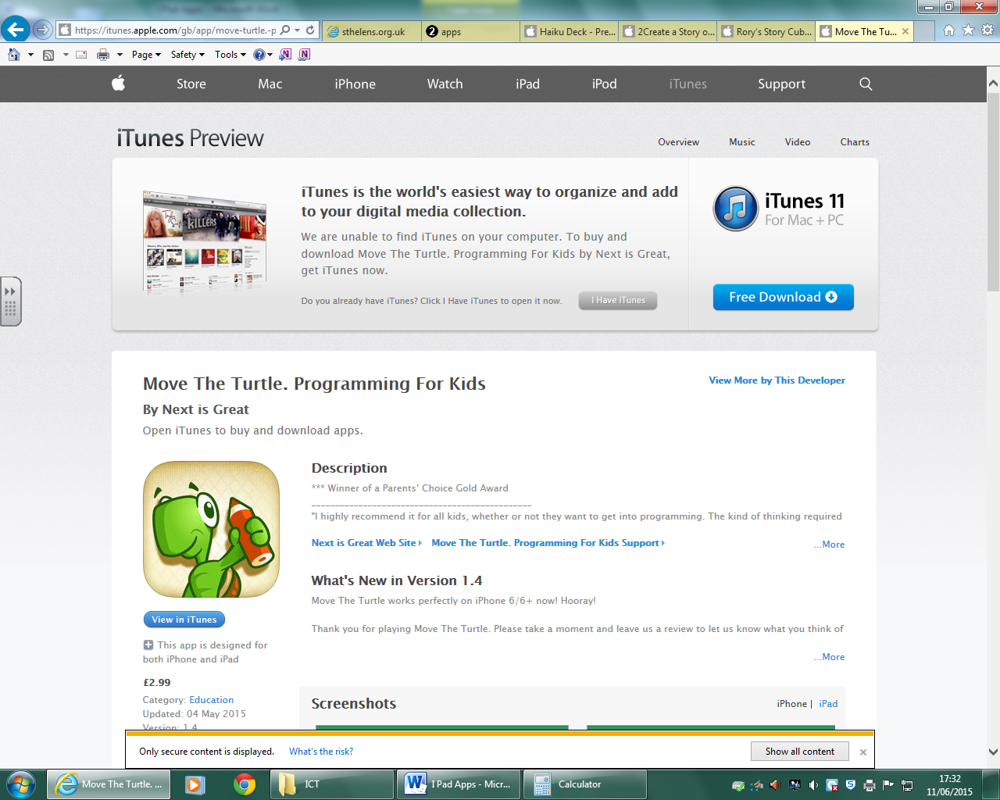 https://itunes.apple.com/gb/app/move-turtle.-p
sthelens.org.uk
apps
Haiku Deck - Pre...
2Create a Story o...
Rory's Story Cub...
Move The Tu...
Page
Safety
Tools
Store
Mac
iPhone
Watch
iPad
iPod
iTunes
Support
iTunes Preview
Overview
Music
Video
Charts
iTunes is the world's easiest way to organize and add
to your digital media collection.
We are unable to find iTunes on your computer. To buy and
download Move The Turtle. Programming For Kids by Next is Great,
get iTunes now.
Do you already have iTunes? Click I Have iTunes to open it now.
I Have iTunes
iTunes 11
For Mac + PC
Free Download
KILLERS
Move The Turtle. Programming For Kids
View More by This Developer
By Next is Great
Open iTunes to buy and download apps.
Description
*** Winner of a Parents' Choice Gold Award
_______________________________________________
"I highly recommend it for all kids, whether or not they want to get into programming. The kind of thinking required
Next is Great Web Site
Move The Turtle. Programming For Kids Support
...More
What's New in Version 1.4
Move The Turtle works perfectly on iPhone 6/6+ now! Hooray!
Thank you for playing Move The Turtle. Please take a moment and leave us a review to let us know what you think of
...More
View in iTunes
This app is designed for
both iPhone and iPad
£2.99
Category: Education
Updated: 04 May 2015
Version: 1.4
Screenshots
iPhone | iPad
Only secure content is displayed.
What's the risk?
Show all content
Move The Turtle. ...
ICT
I Pad Apps - Micr...
Calculator
17:32
11/06/2015